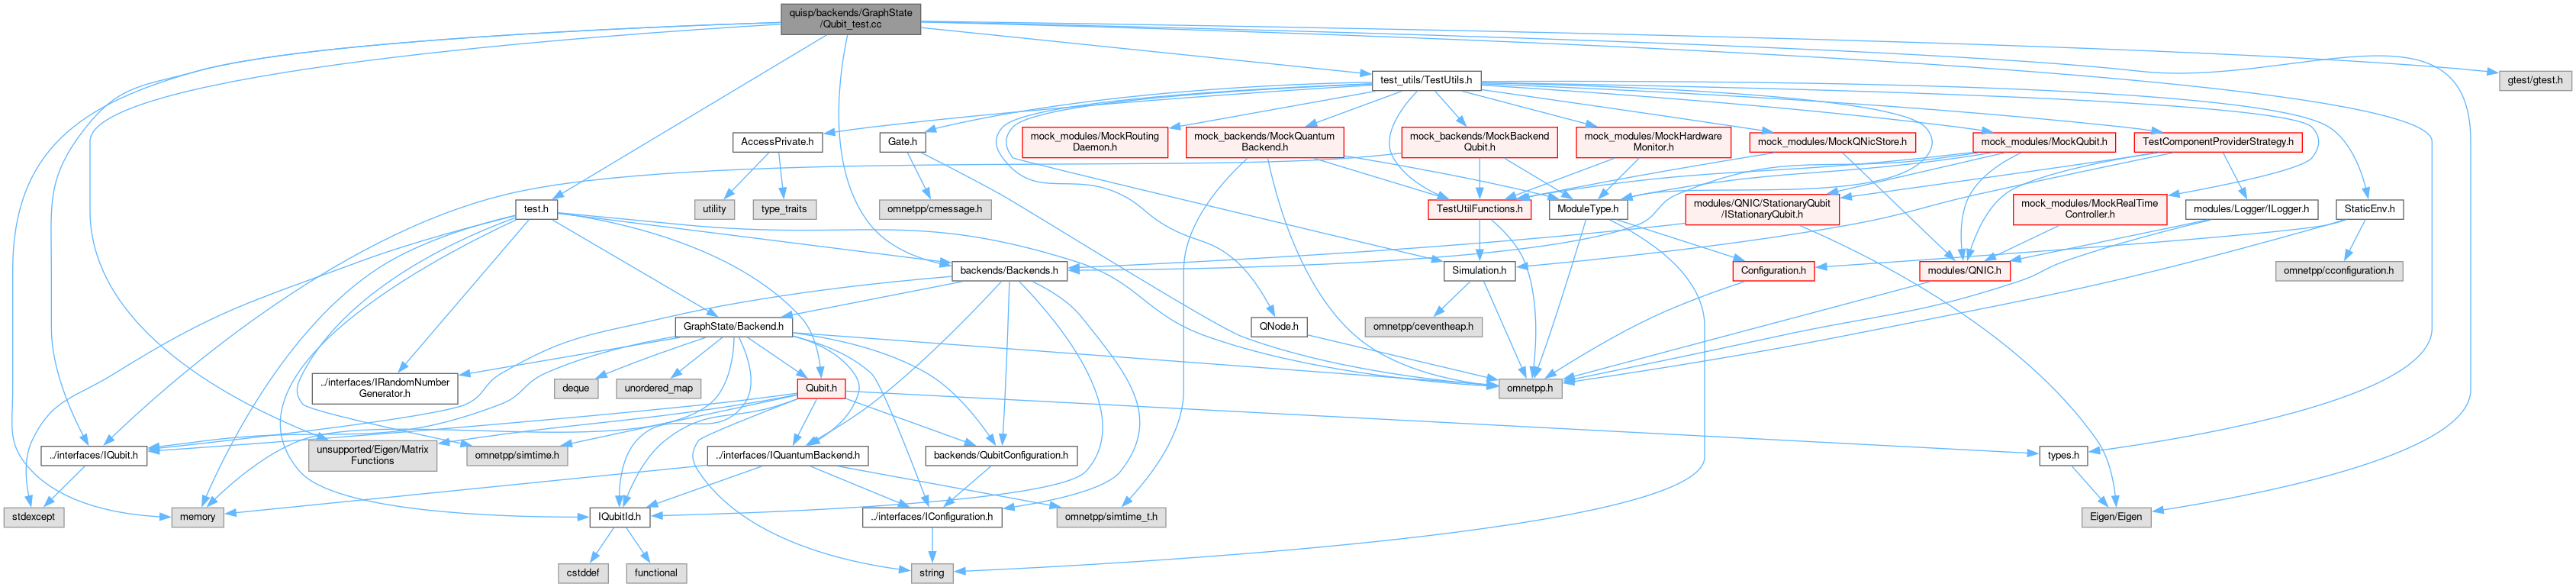 quisp/backends/GraphState
/Qubit_test.cc
test_utils/TestUtils.h
gtest/gtest.h
AccessPrivate.h
Gate.h
mock_modules/MockRouting
Daemon.h
mock_backends/MockQuantum
Backend.h
mock_backends/MockBackend
Qubit.h
mock_modules/MockHardware
Monitor.h
mock_modules/MockQNicStore.h
mock_modules/MockQubit.h
TestComponentProviderStrategy.h
test.h
utility
type_traits
omnetpp/cmessage.h
TestUtilFunctions.h
ModuleType.h
modules/QNIC/StationaryQubit
/IStationaryQubit.h
mock_modules/MockRealTime
Controller.h
modules/Logger/ILogger.h
StaticEnv.h
backends/Backends.h
Simulation.h
Configuration.h
modules/QNIC.h
omnetpp/cconfiguration.h
GraphState/Backend.h
omnetpp/ceventheap.h
QNode.h
../interfaces/IRandomNumber
Generator.h
deque
unordered_map
Qubit.h
omnetpp.h
../interfaces/IQubit.h
unsupported/Eigen/Matrix
Functions
omnetpp/simtime.h
../interfaces/IQuantumBackend.h
backends/QubitConfiguration.h
types.h
stdexcept
memory
IQubitId.h
../interfaces/IConfiguration.h
omnetpp/simtime_t.h
Eigen/Eigen
cstddef
functional
string